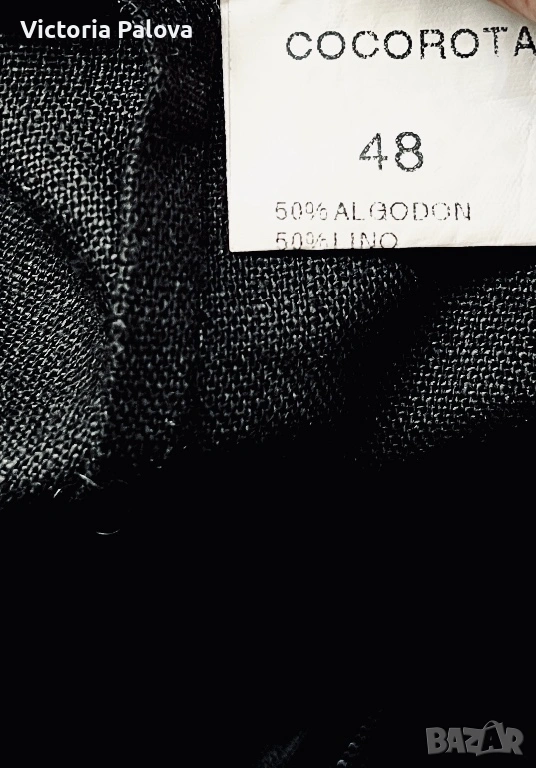 Victoria Palova
COCOROTA
48
50% ALGODON
50% LINO
BAZAR